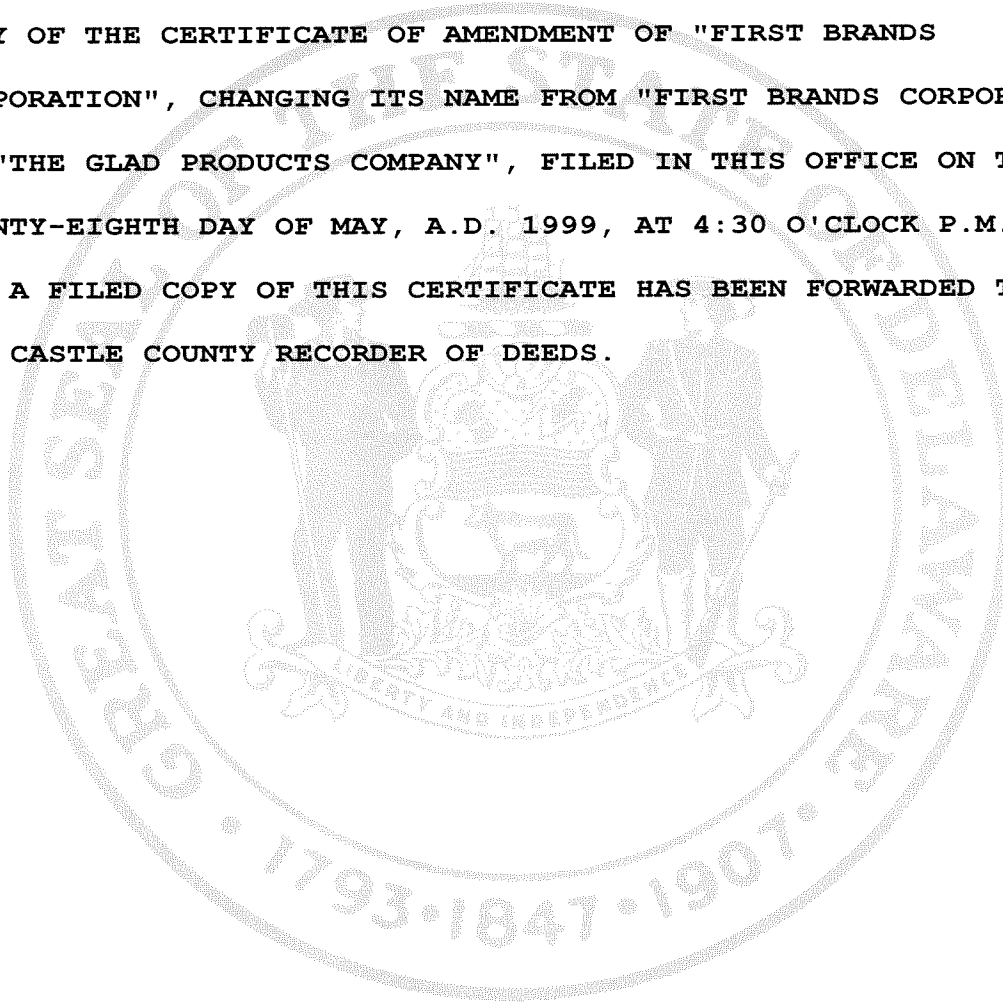 Y OF THE CERTIFICATE OF AMENDMENT OF "FIRST BRANDS
PORATION", CHANGING ITS NAME FROM "FIRST BRANDS CORPOR
"THE GLAD PRODUCTS COMPANY", FILED IN THIS OFFICE ON T
NTY-EIGHTH DAY OF MAY, A.D. 1999, AT 4:30 O'CLOCK P.M.
A FILED COPY OF THIS CERTIFICATE HAS BEEN FORWARDED T
CASTLE COUNTY RECORDER OF DEEDS.
GREAT SEAL OF THE STATE OF DELAWARE
LIBERTY AND INDEPENDENCE
1793·1847·1907